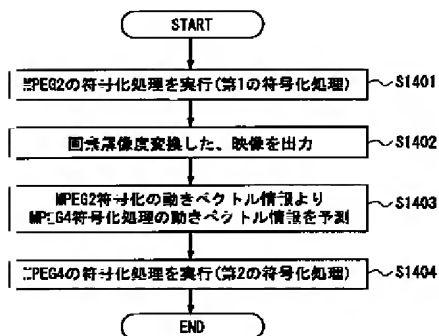 START
MPEG2の符号化処理を実行(第1の符号化処理)
S1401
画素解像度変換した、映像を出力
S1402
MPEG2符号化の動きベクトル情報より
MPEG4符号化処理の動きベクトル情報を予測
S1403
MPEG4の符号化処理を実行(第2の符号化処理)
S1404
END